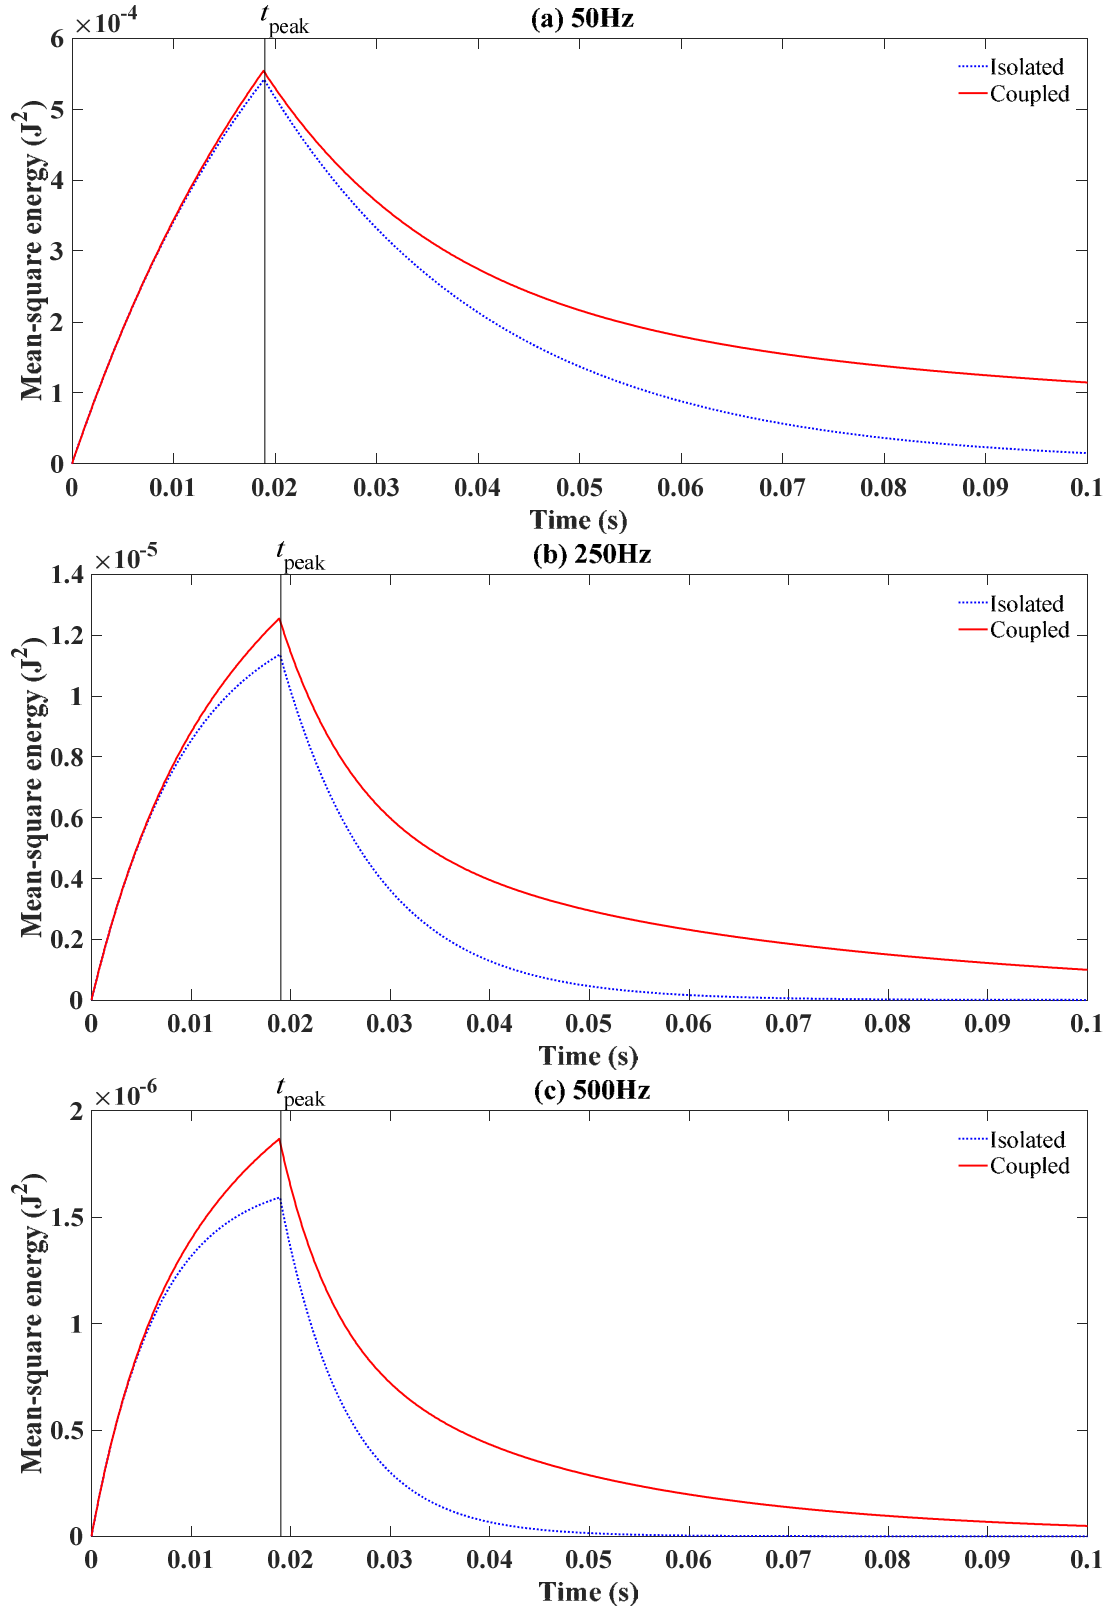 ×10-4
tpeak
(a) 50Hz
6
5
4
3
2
1
0
Mean-square energy (J2)
Isolated
Coupled
0 0.01 0.02 0.03 0.04 0.05 0.06 0.07 0.08 0.09 0.1
Time (s)
×10-5
tpeak
(b) 250Hz
1.4
1.2
1
0.8
0.6
0.4
0.2
0
Mean-square energy (J2)
Isolated
Coupled
0 0.01 0.02 0.03 0.04 0.05 0.06 0.07 0.08 0.09 0.1
Time (s)
×10-6
tpeak
(c) 500Hz
2
1.5
1
0.5
0
Mean-square energy (J2)
Isolated
Coupled
0 0.01 0.02 0.03 0.04 0.05 0.06 0.07 0.08 0.09 0.1
Time (s)